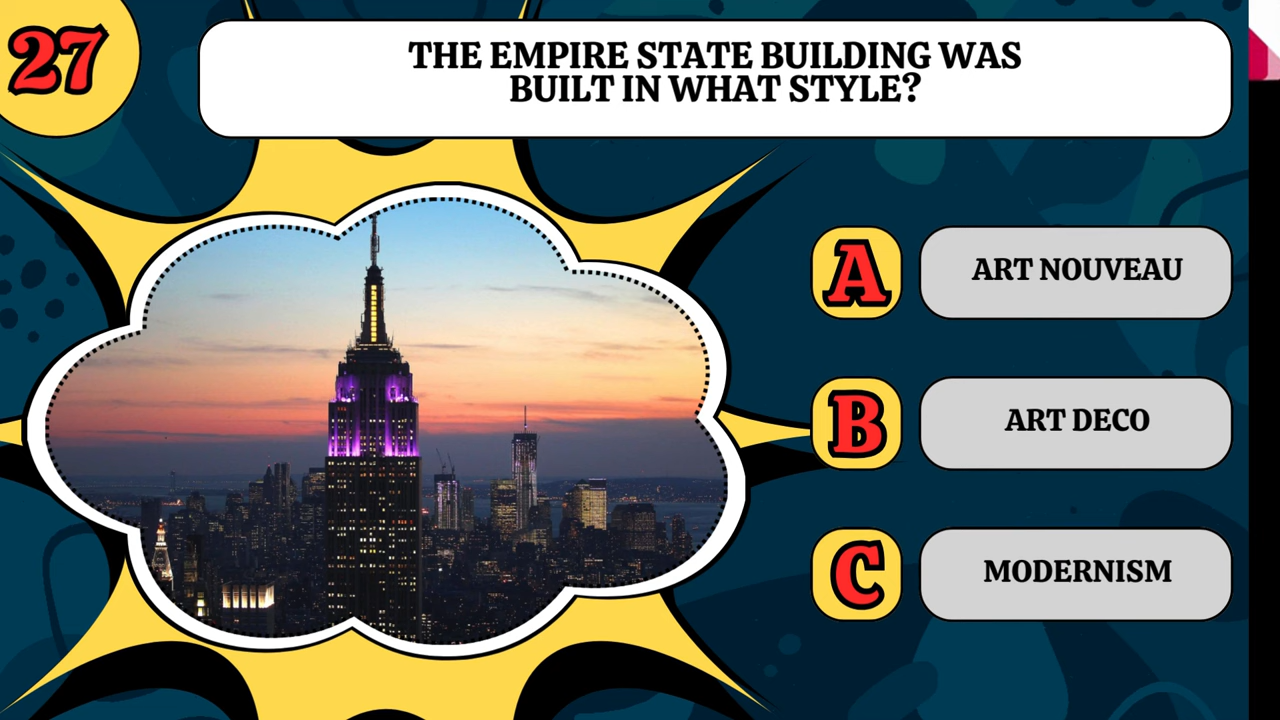 27
THE EMPIRE STATE BUILDING WAS
BUILT IN WHAT STYLE?
A
ART NOUVEAU
B
ART DECO
C
MODERNISM